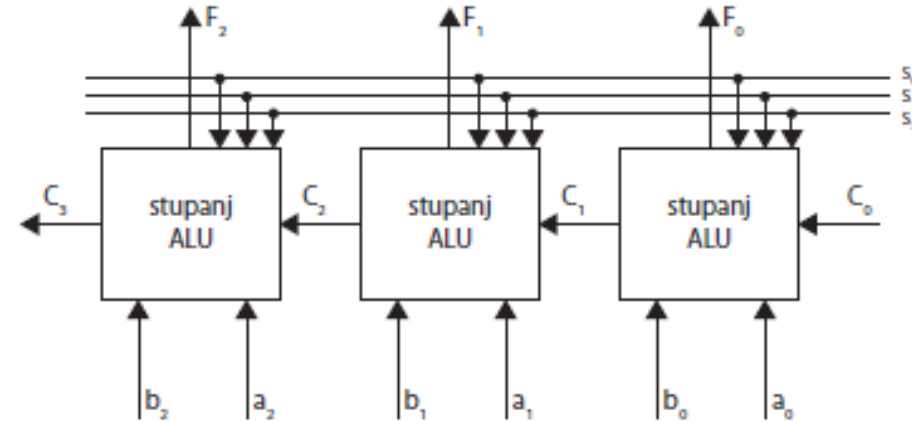 F₂ F₁ F₀
s
s
s
C₃ stupanj ALU C₂ stupanj ALU C₁ stupanj ALU C₀
b₂ a₂ b₁ a₁ b₀ a₀